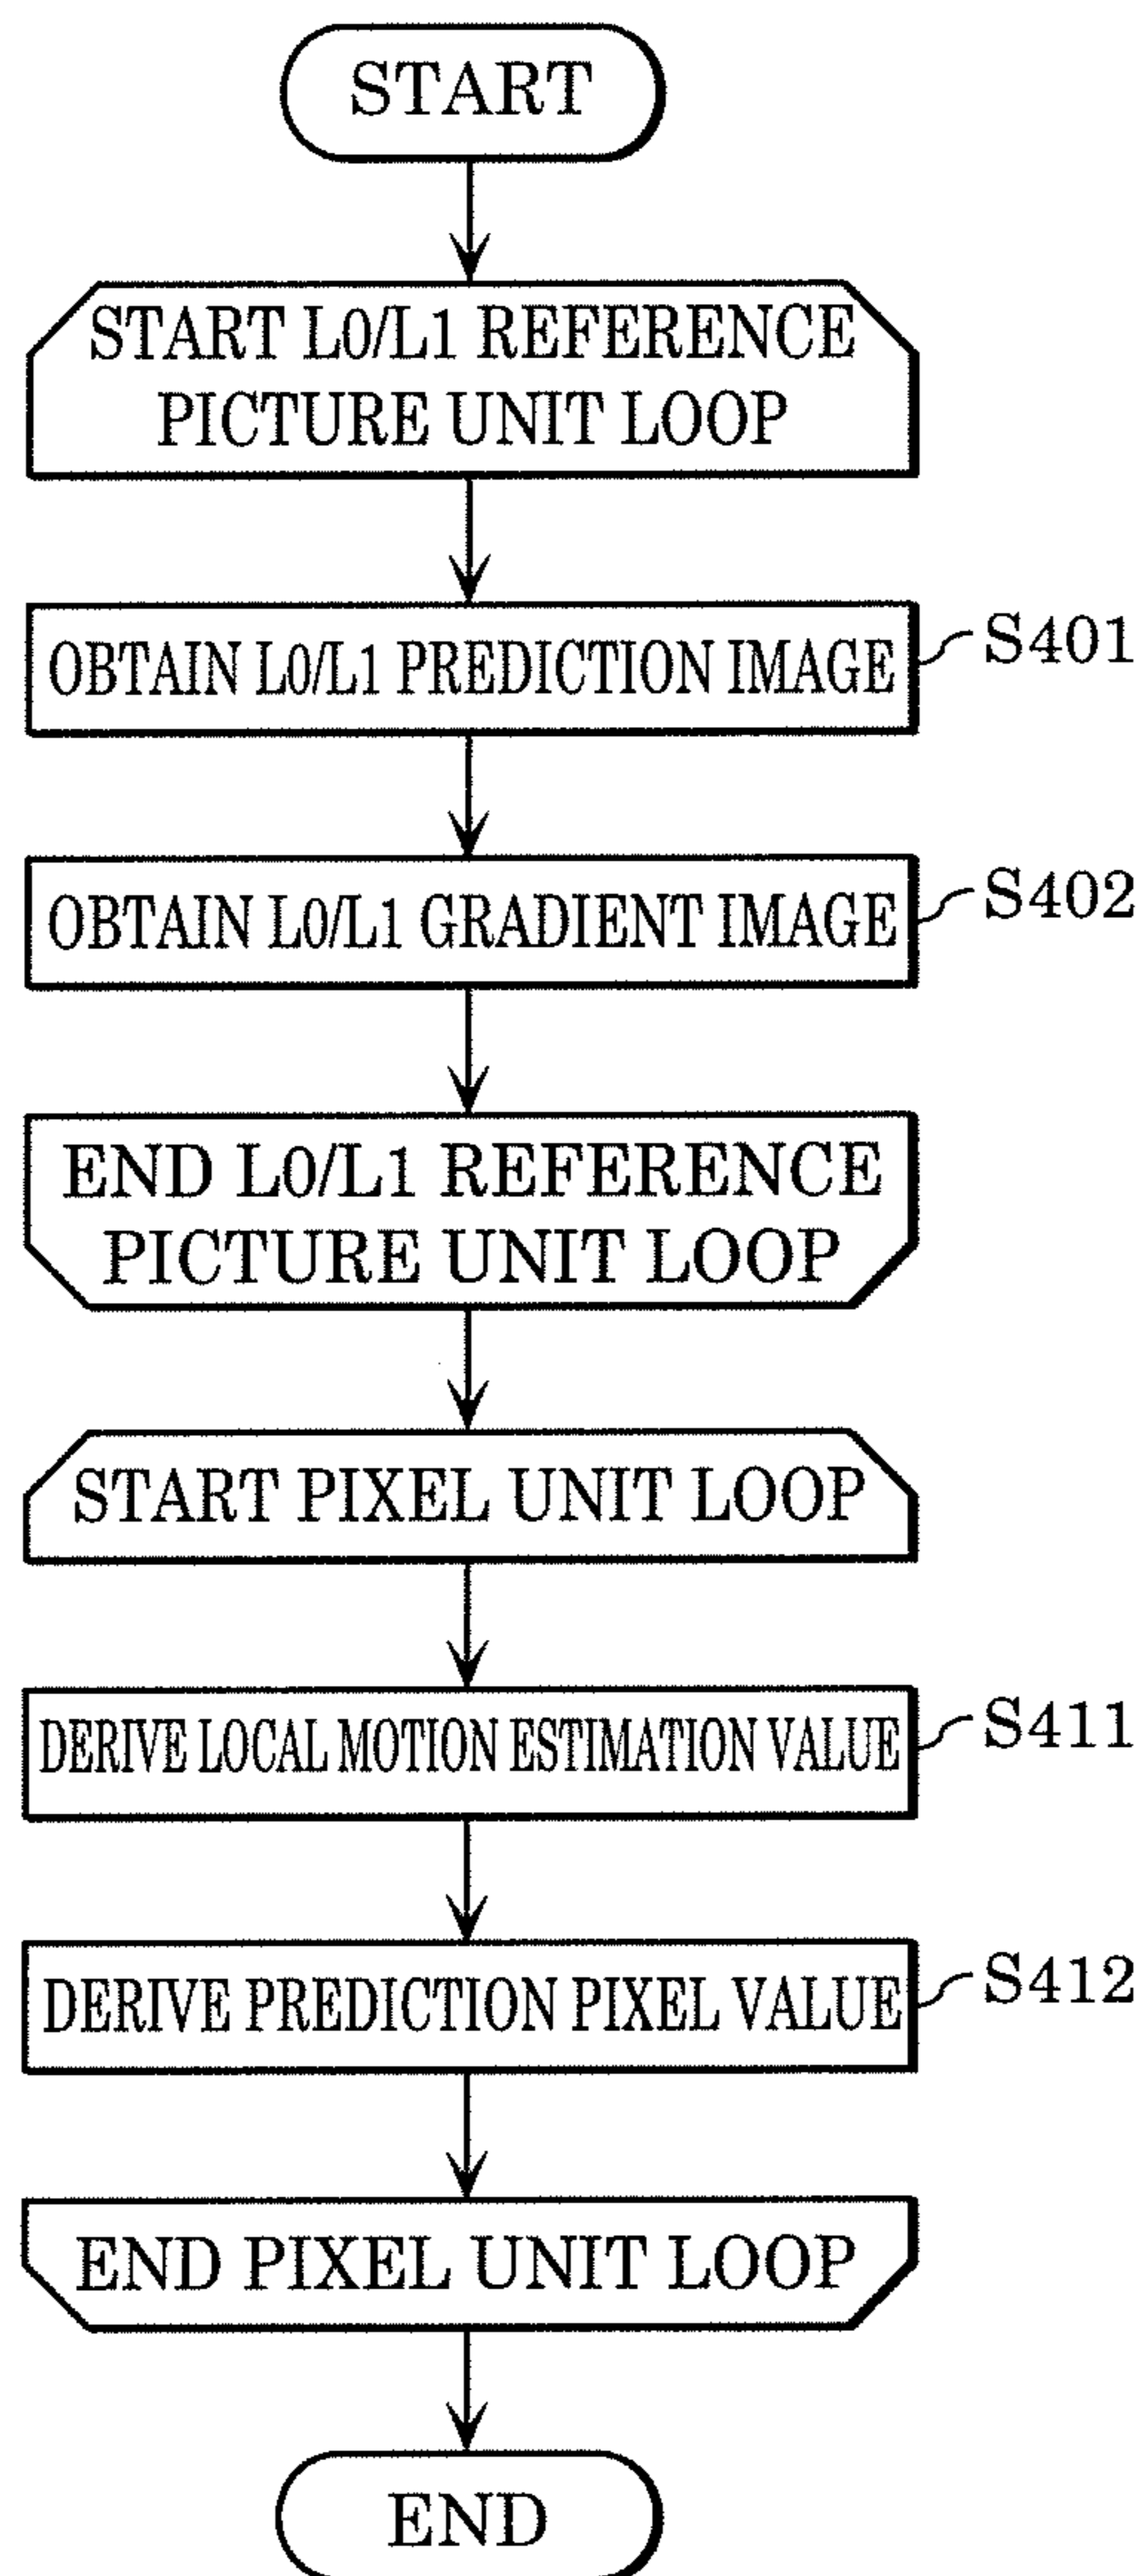 START
START L0/L1 REFERENCE
PICTURE UNIT LOOP
OBTAIN L0/L1 PREDICTION IMAGE
S401
OBTAIN L0/L1 GRADIENT IMAGE
S402
END L0/L1 REFERENCE
PICTURE UNIT LOOP
START PIXEL UNIT LOOP
DERIVE LOCAL MOTION ESTIMATION VALUE
S411
DERIVE PREDICTION PIXEL VALUE
S412
END PIXEL UNIT LOOP
END